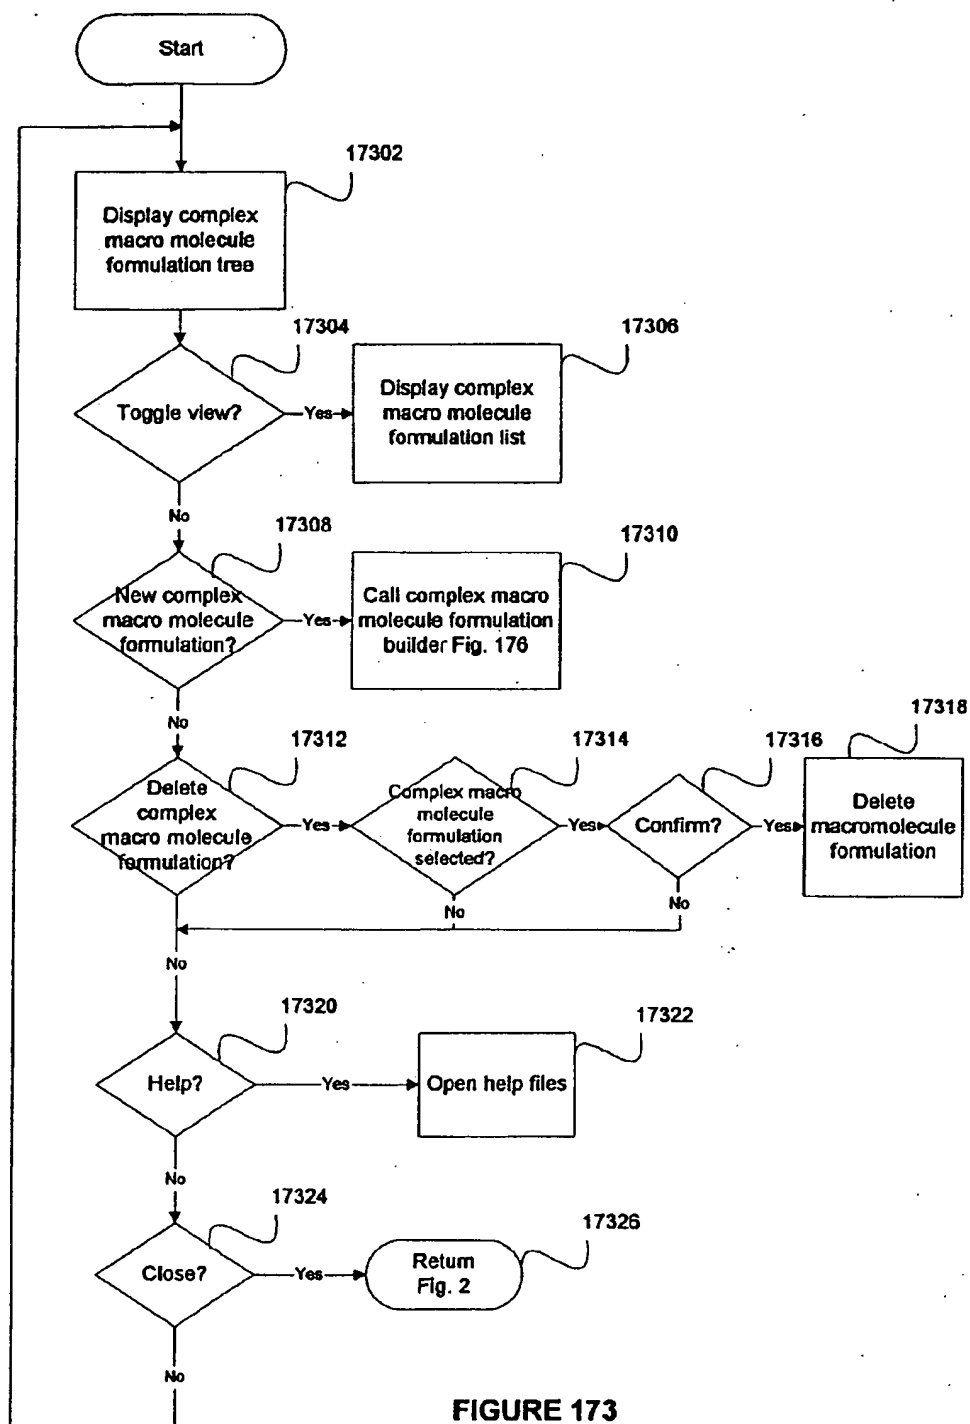 Start
17302
Display complex
macro molecule
formulation tree
17304
Toggle view?
Yes
17306
Display complex
macro molecule
formulation list
No
17308
New complex
macro molecule
formulation?
Yes
17310
Call complex macro
molecule formulation
builder Fig. 176
No
17312
Delete
complex
macro molecule
formulation?
Yes
17314
Complex macro
molecule
formulation
selected?
Yes
17316
Confirm?
Yes
17318
Delete
macromolecule
formulation
No
No
No
17320
Help?
Yes
17322
Open help files
No
17324
Close?
Yes
17326
Return
Fig. 2
No
FIGURE 173